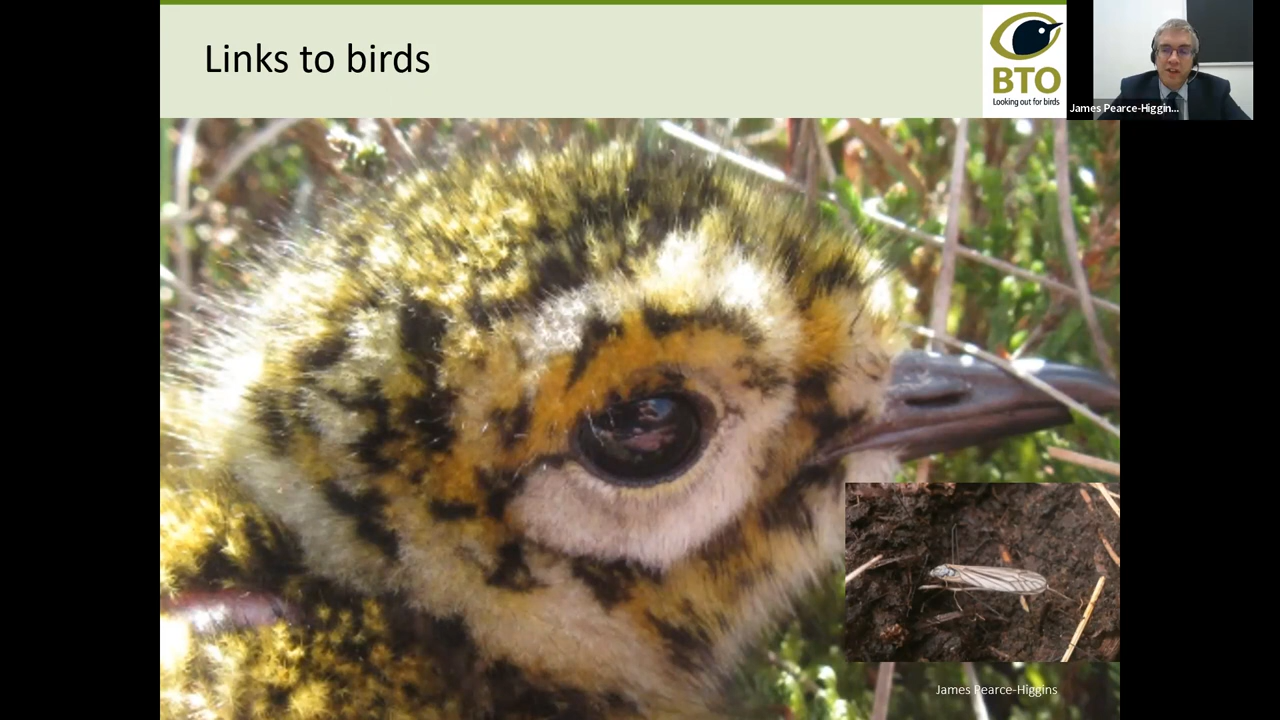 Links to birds
BTO
Looking out for birds
James Pearce-Higgin...
James Pearce-Higgins